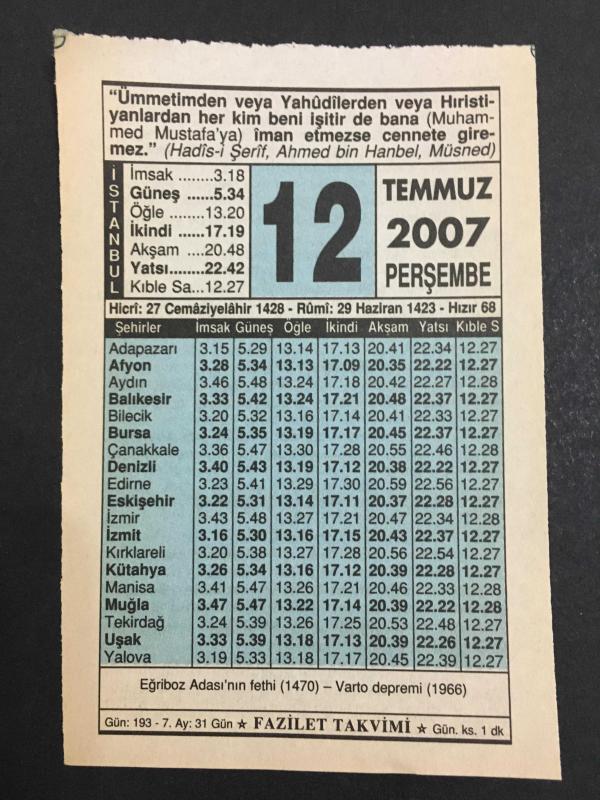 “Ümmetimden veya Yahûdîlerden veya Hıristi-
yanlardan her kim beni işitir de bana (Muham-
med Mustafa’ya) îman etmezse cennete gire-
mez.” (Hadîs-i Şerîf, Ahmed bin Hanbel, Müsned)
İSTANBUL
İmsak ........3.18
Güneş ......5.34
Öğle ........13.20
İkindi ......17.19
Akşam ....20.48
Yatsı........22.42
Kıble Sa...12.27
12
TEMMUZ
2007
PERŞEMBE
Hicrî: 27 Cemâziyelâhir 1428 - Rûmî: 29 Haziran 1423 - Hızır 68
Şehirler İmsak Güneş Öğle İkindi Akşam Yatsı Kıble S
Adapazarı 3.15 5.29 13.14 17.13 20.41 22.34 12.27
Afyon 3.28 5.34 13.13 17.09 20.35 22.22 12.27
Aydın 3.46 5.48 13.24 17.18 20.42 22.27 12.28
Balıkesir 3.33 5.42 13.24 17.21 20.48 22.37 12.27
Bilecik 3.20 5.32 13.16 17.14 20.41 22.33 12.27
Bursa 3.24 5.35 13.19 17.17 20.45 22.37 12.27
Çanakkale 3.36 5.47 13.30 17.28 20.55 22.46 12.28
Denizli 3.40 5.43 13.19 17.12 20.38 22.22 12.27
Edirne 3.23 5.41 13.29 17.30 20.59 22.56 12.27
Eskişehir 3.22 5.31 13.14 17.11 20.37 22.28 12.27
İzmir 3.43 5.48 13.27 17.21 20.47 22.34 12.28
İzmit 3.16 5.30 13.16 17.15 20.43 22.37 12.27
Kırklareli 3.20 5.38 13.27 17.28 20.56 22.54 12.27
Kütahya 3.26 5.34 13.16 17.12 20.39 22.28 12.27
Manisa 3.41 5.47 13.26 17.21 20.46 22.33 12.28
Muğla 3.47 5.47 13.22 17.14 20.39 22.22 12.28
Tekirdağ 3.24 5.39 13.26 17.25 20.53 22.48 12.27
Uşak 3.33 5.39 13.18 17.13 20.39 22.26 12.27
Yalova 3.19 5.33 13.18 17.17 20.45 22.39 12.27
Eğriboz Adası’nın fethi (1470) – Varto depremi (1966)
Gün: 193 - 7. Ay: 31 Gün ★ FAZİLET TAKVİMİ ★ Gün. ks. 1 dk